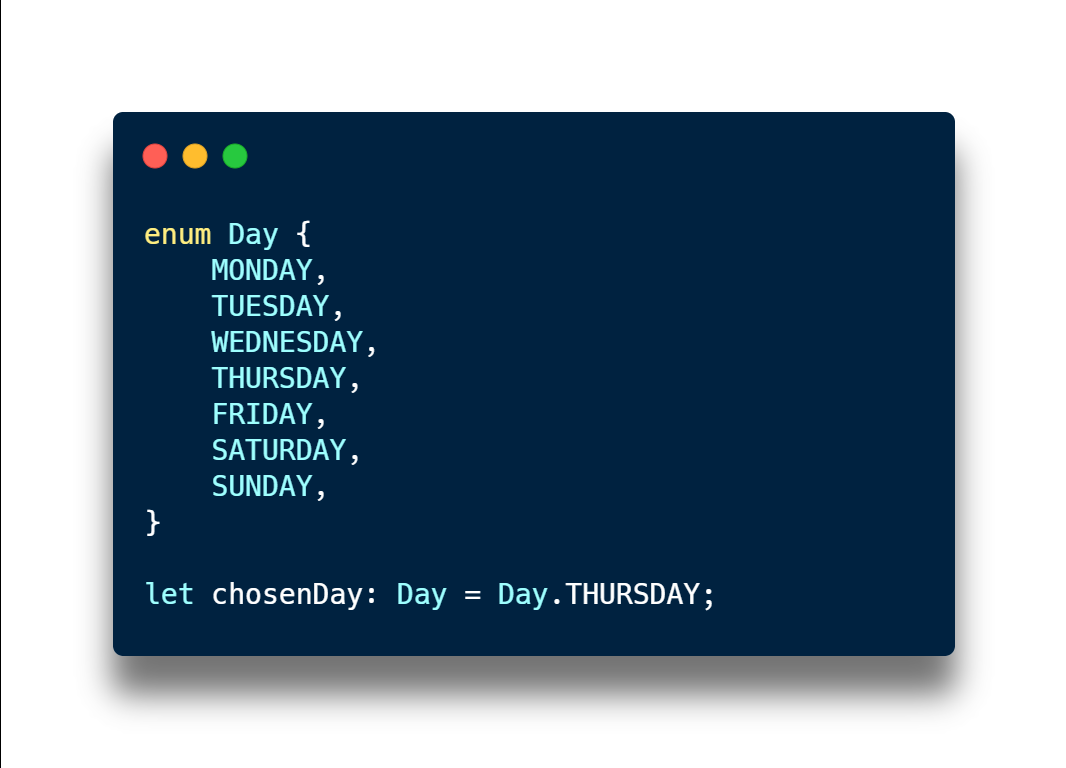 enum Day {
    MONDAY,
    TUESDAY,
    WEDNESDAY,
    THURSDAY,
    FRIDAY,
    SATURDAY,
    SUNDAY,
}

let chosenDay: Day = Day.THURSDAY;